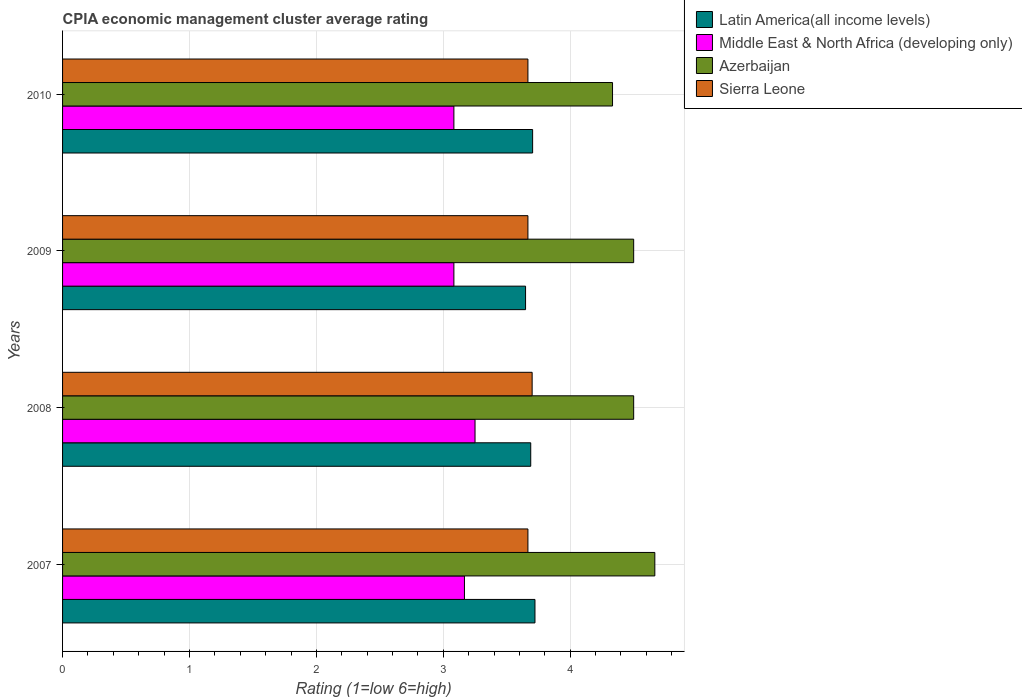 CPIA economic management cluster average rating
Latin America(all income levels)
Middle East & North Africa (developing only)
Azerbaijan
Sierra Leone
2010
2009
2008
2007
Years
0 1 2 3 4
Rating (1=low 6=high)